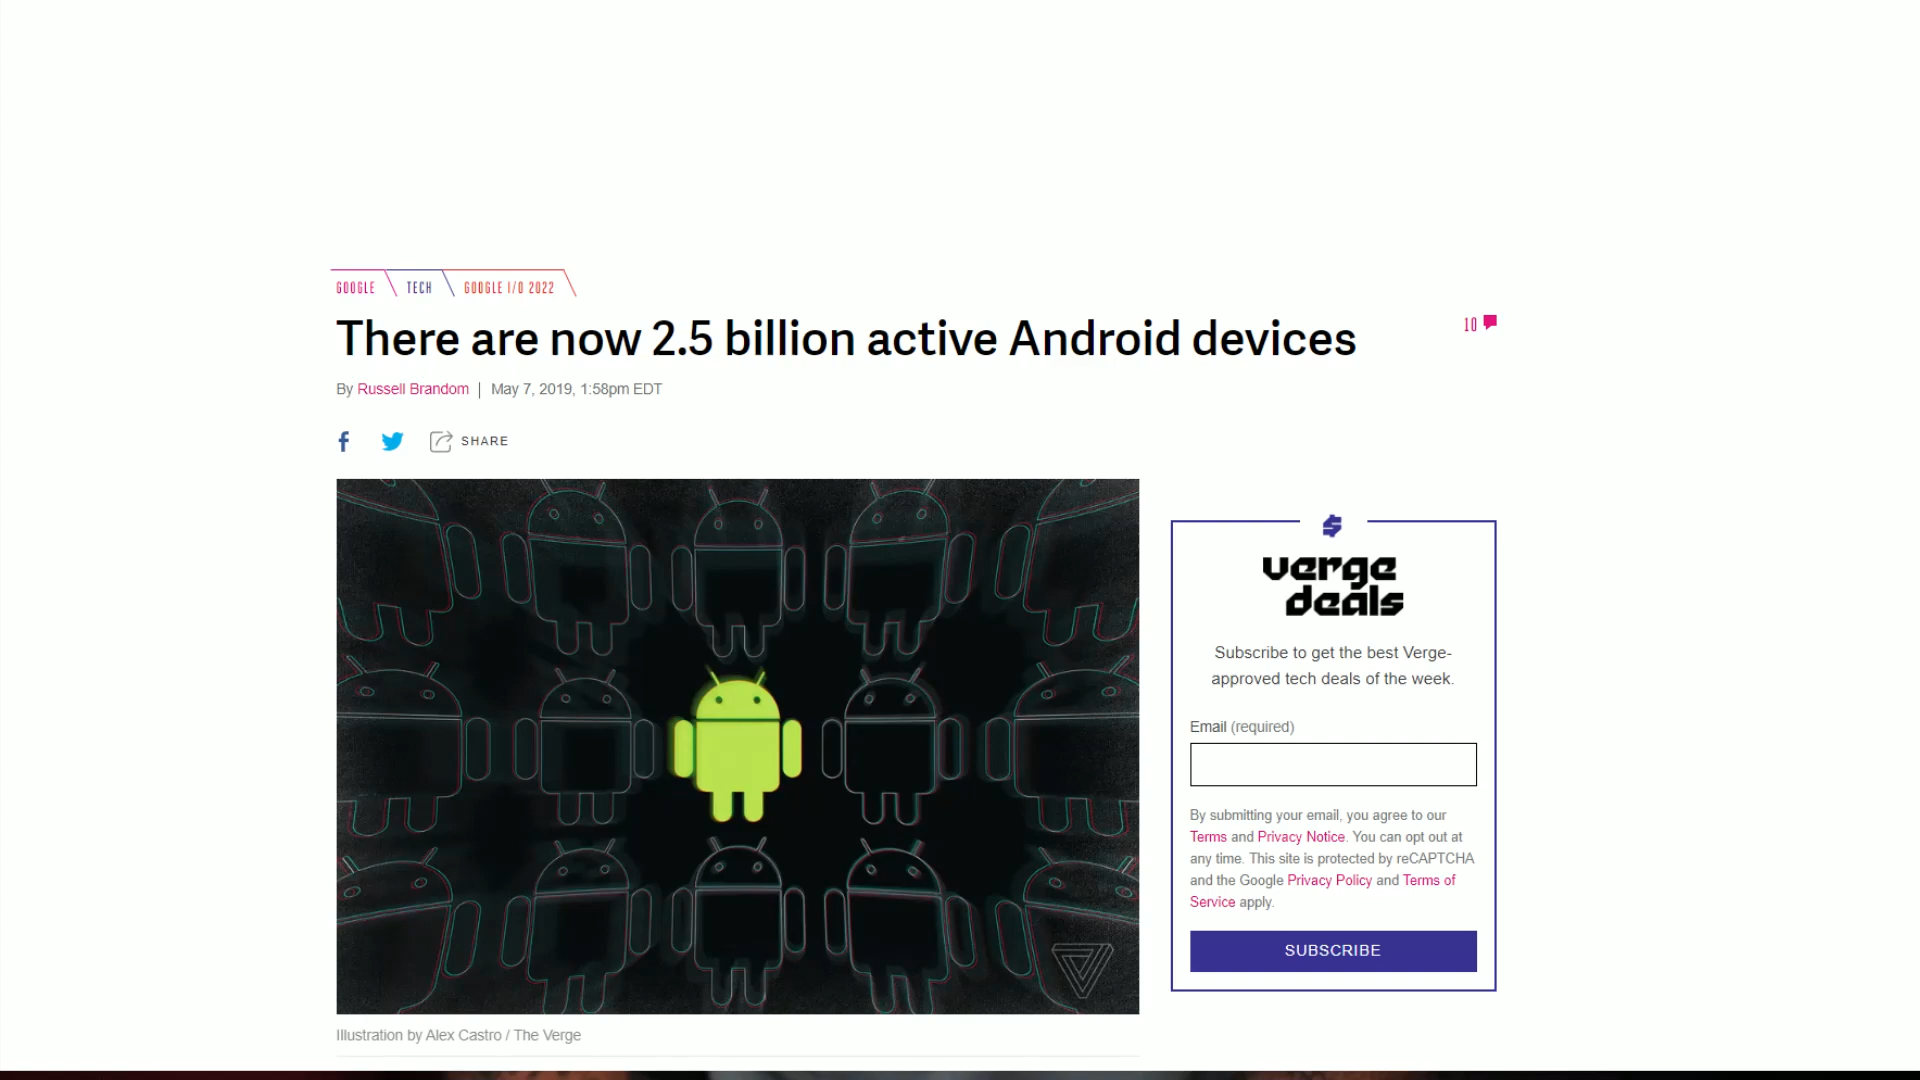 GOOGLE TECH GOOGLE I/O 2022
There are now 2.5 billion active Android devices
10
By Russell Brandom | May 7, 2019, 1:58pm EDT
SHARE
verge
deals
Subscribe to get the best Verge-
approved tech deals of the week.
Email (required)
By submitting your email, you agree to our
Terms and Privacy Notice. You can opt out at
any time. This site is protected by reCAPTCHA
and the Google Privacy Policy and Terms of
Service apply.
SUBSCRIBE
Illustration by Alex Castro / The Verge